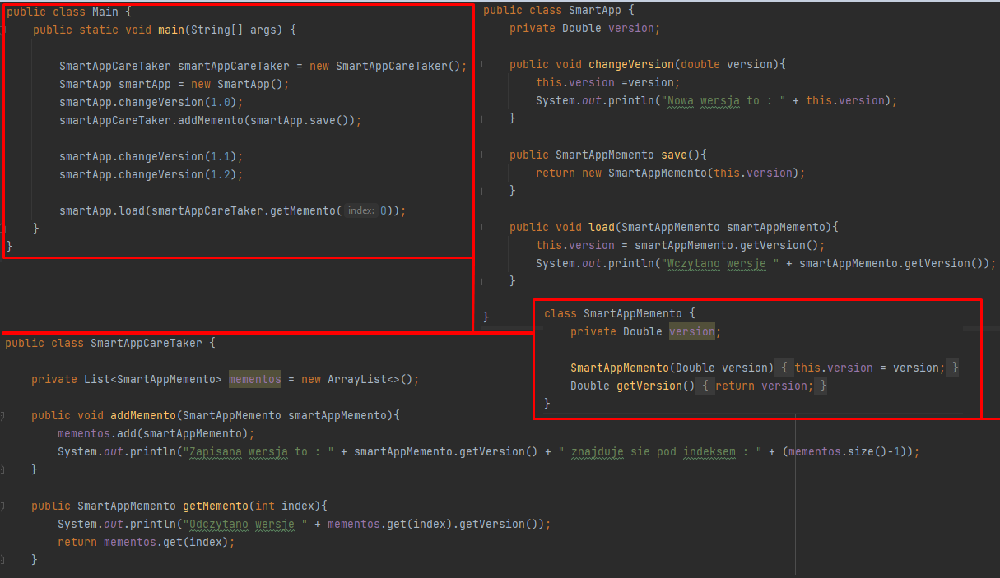 public class Main {
public static void main(String[] args) {
SmartAppCareTaker smartAppCareTaker = new SmartAppCareTaker();
SmartApp smartApp = new SmartApp();
smartApp.changeVersion(1.0);
smartAppCareTaker.addMemento(smartApp.save());
smartApp.changeVersion(1.1);
smartApp.changeVersion(1.2);
smartApp.load(smartAppCareTaker.getMemento( index: 0));
}
}
public class SmartApp {
private Double version;
public void changeVersion(double version){
this.version =version;
System.out.println("Nowa wersja to : " + this.version);
}
public SmartAppMemento save(){
return new SmartAppMemento(this.version);
}
public void load(SmartAppMemento smartAppMemento){
this.version = smartAppMemento.getVersion();
System.out.println("Wczytano wersje " + smartAppMemento.getVersion());
}
}
class SmartAppMemento {
private Double version;
SmartAppMemento(Double version) { this.version = version; }
Double getVersion() { return version; }
}
public class SmartAppCareTaker {
private List<SmartAppMemento> mementos = new ArrayList<>();
public void addMemento(SmartAppMemento smartAppMemento){
mementos.add(smartAppMemento);
System.out.println("Zapisana wersja to : " + smartAppMemento.getVersion() + " znajduje sie pod indeksem : " + (mementos.size()-1));
}
public SmartAppMemento getMemento(int index){
System.out.println("Odczytano wersje " + mementos.get(index).getVersion());
return mementos.get(index);
}